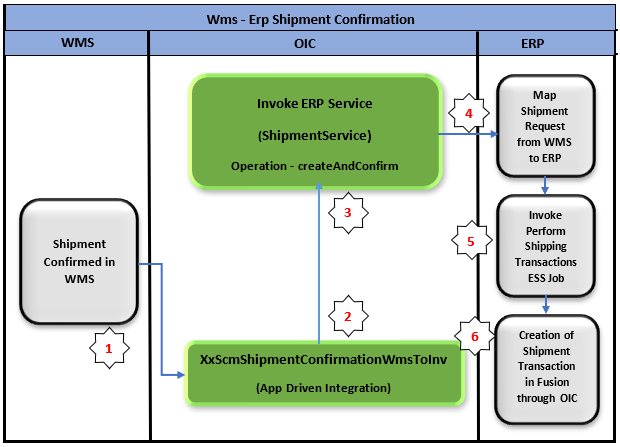 Wms - Erp Shipment Confirmation
WMS
OIC
ERP
Shipment
Confirmed in
WMS
1
Invoke ERP Service
(ShipmentService)
Operation - createAndConfirm
3
2
XxScmShipmentConfirmationWmsToInv
(App Driven Integration)
4
Map
Shipment
Request
from WMS
to ERP
5
Invoke
Perform
Shipping
Transactions
ESS Job
6
Creation of
Shipment
Transaction
in Fusion
through OIC